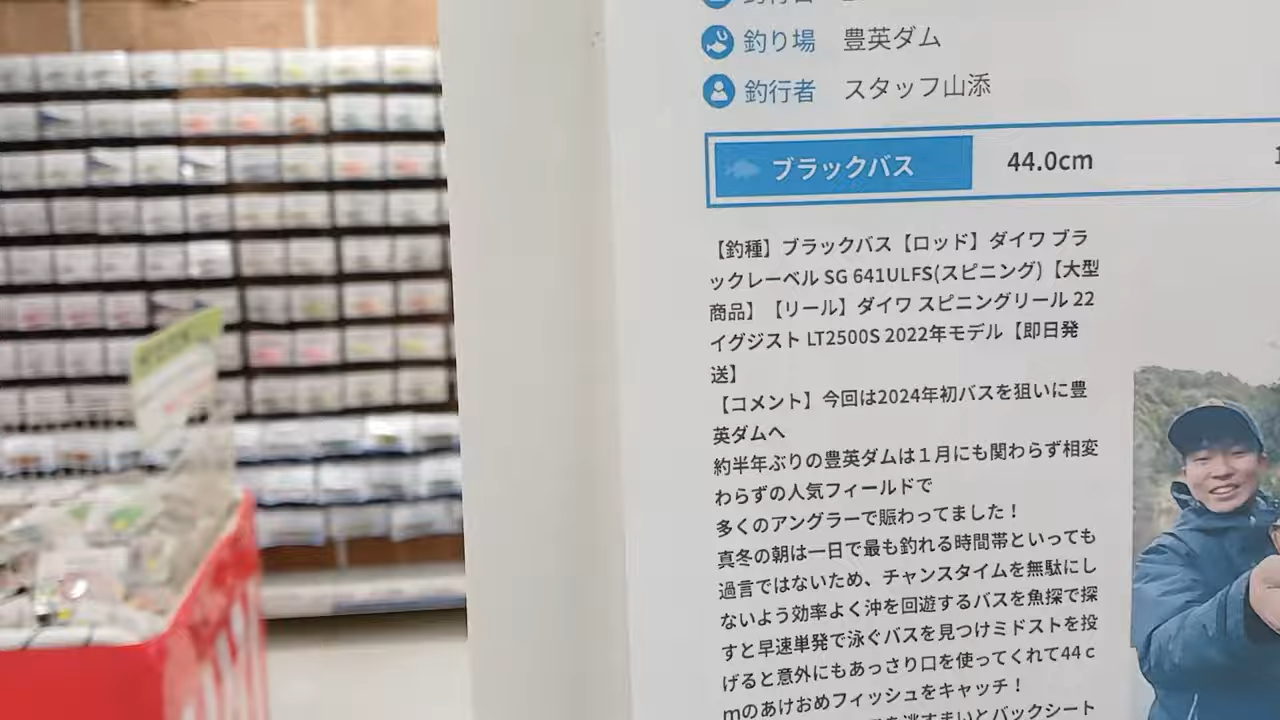 釣り場 豊英ダム
釣行者 スタッフ山添
ブラックバス 44.0cm
【釣種】ブラックバス【ロッド】ダイワ ブラ
ックレーベル SG 641ULFS(スピニング)【大型
商品】【リール】ダイワ スピニングリール 22
イグジスト LT2500S 2022年モデル【即日発
送】
【コメント】今回は2024年初バスを狙いに豊
英ダムへ
約半年ぶりの豊英ダムは１月にも関わらず相変
わらずの人気フィールドで
多くのアングラーで賑わってました！
真冬の朝は一日で最も釣れる時間帯といっても
過言ではないため、チャンスタイムを無駄にし
ないよう効率よく沖を回遊するバスを魚探で探
すと早速単発で泳ぐバスを見つけミドストを投
げると意外にもあっさり口を使ってくれて44ｃ
ｍのあけおめフィッシュをキャッチ！
を逃すまいとバックシート